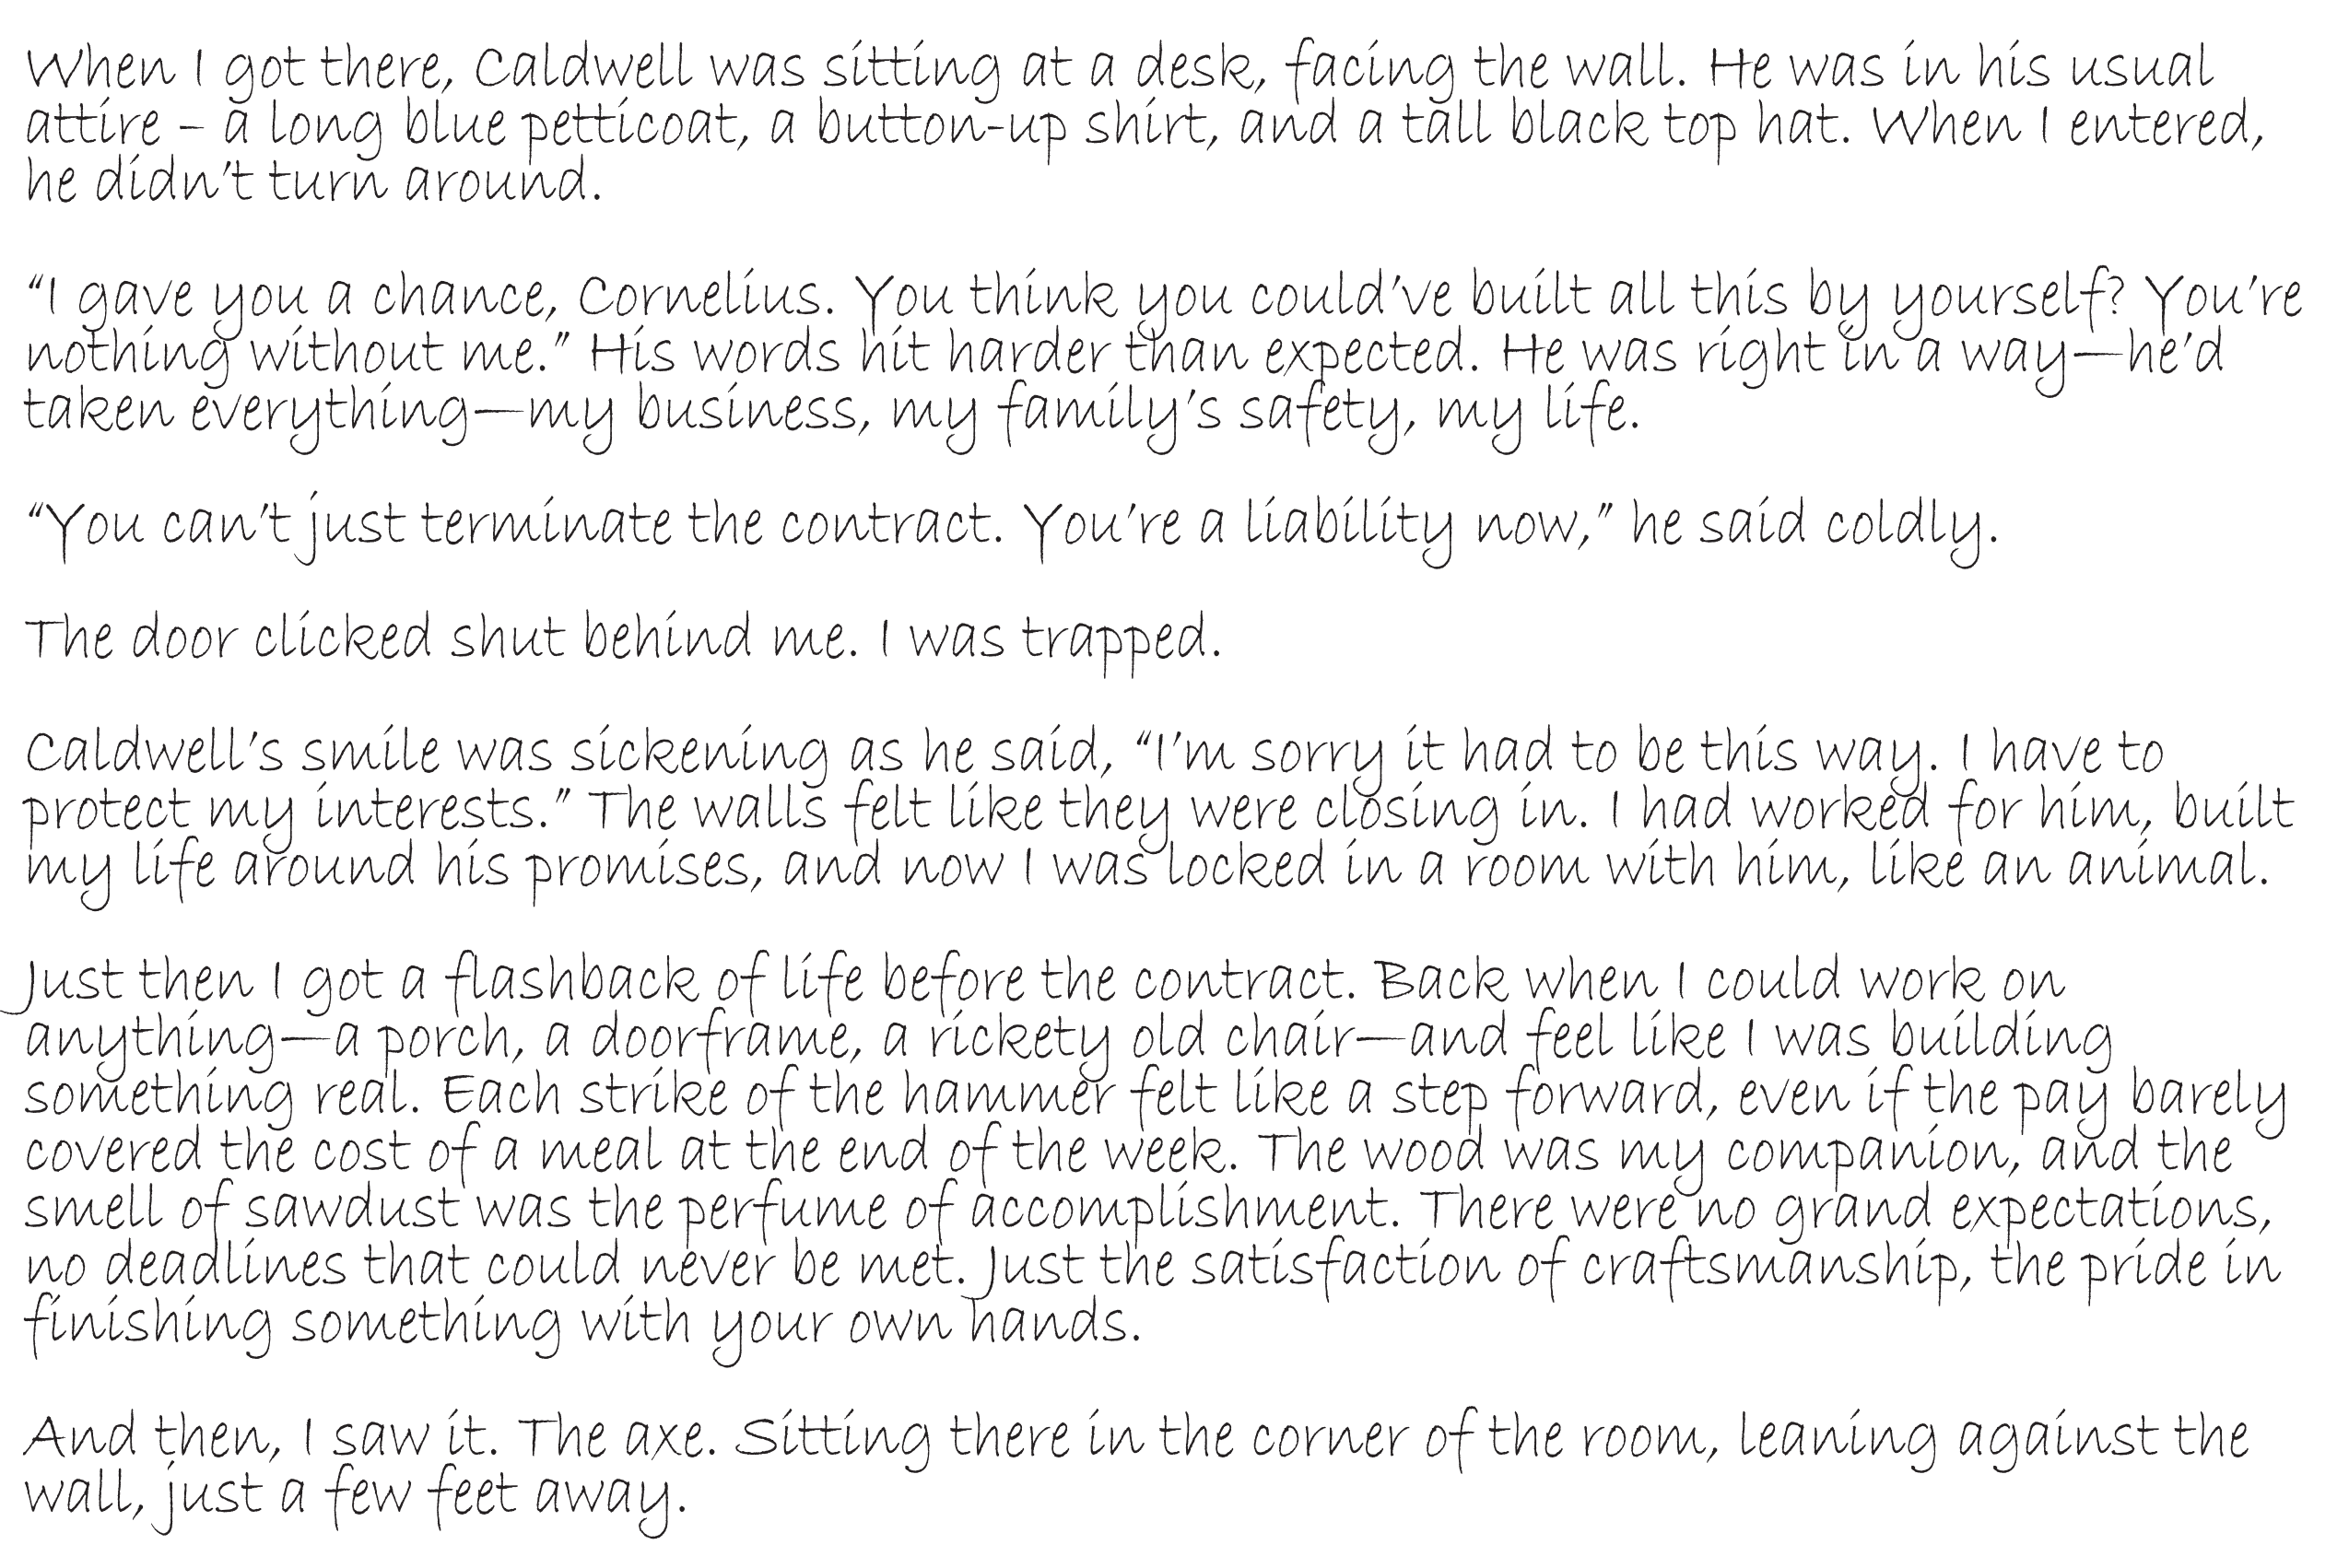 When I got there, Caldwell was sitting at a desk, facing the wall. He was in his usual
attire – a long blue petticoat, a button-up shirt, and a tall black top hat. When I entered,
he didn’t turn around.
“I gave you a chance, Cornelius. You think you could’ve built all this by yourself? You’re
nothing without me.” His words hit harder than expected. He was right in a way—he’d
taken everything—my business, my family’s safety, my life.
“You can’t just terminate the contract. You’re a liability now,” he said coldly.
The door clicked shut behind me. I was trapped.
Caldwell’s smile was sickening as he said, “I’m sorry it had to be this way. I have to
protect my interests.” The walls felt like they were closing in. I had worked for him, built
my life around his promises, and now I was locked in a room with him, like an animal.
Just then I got a flashback of life before the contract. Back when I could work on
anything—a porch, a doorframe, a rickety old chair—and feel like I was building
something real. Each strike of the hammer felt like a step forward, even if the pay barely
covered the cost of a meal at the end of the week. The wood was my companion, and the
smell of sawdust was the perfume of accomplishment. There were no grand expectations,
no deadlines that could never be met. Just the satisfaction of craftsmanship, the pride in
finishing something with your own hands.
And then, I saw it. The axe. Sitting there in the corner of the room, leaning against the
wall, just a few feet away.